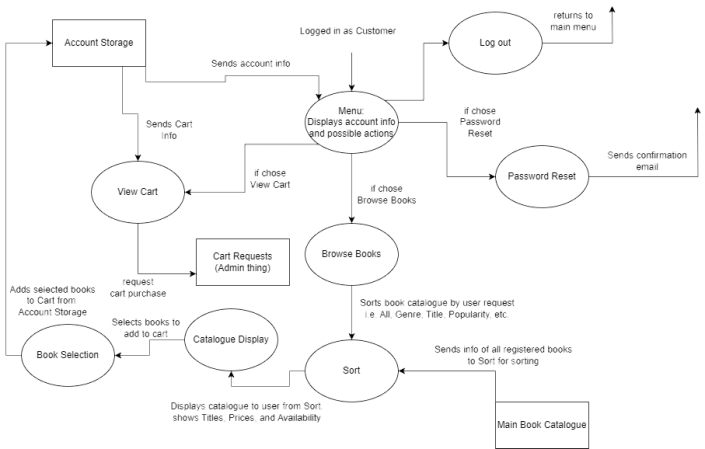 returns to
main menu
Logged in as Customer
Account Storage
Log out
Sends account info
Menu:
Displays account info
and possible actions
if chose
Password
Reset
Sends Cart
Info
Sends confirmation
email
if chose
View Cart
Password Reset
View Cart
if chose
Browse Books
Cart Requests
(Admin thing)
Browse Books
request
cart purchase
Adds selected books
to Cart from
Account Storage
Sorts book catalogue by user request
i.e. All, Genre, Title. Popularity, etc.
Selects books to
add to cart
Catalogue Display
Book Selection
Sends info of all registered books
to Sort for sorting
Sort
Displays catalogue to user from Sort
shows Titles, Prices, and Availability
Main Book Catalogue